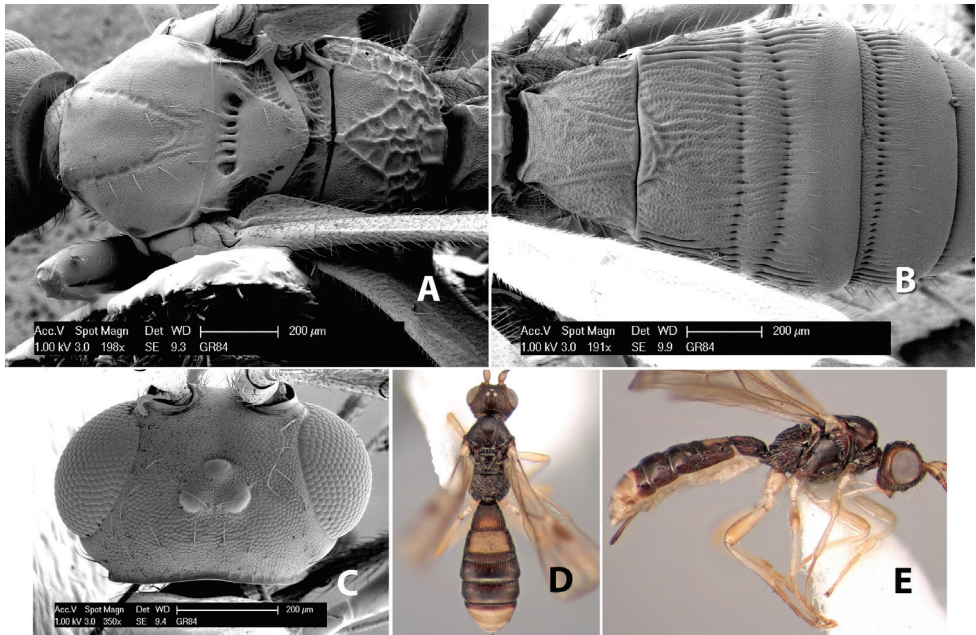 A
Acc.V Spot Magn Det WD 200 µm
1.00 kV 3.0 198x SE 9.3 GR84
B
Acc.V Spot Magn Det WD 200 µm
1.00 kV 3.0 191x SE 9.9 GR84
C
Acc.V Spot Magn Det WD 200 µm
1.00 kV 3.0 350x SE 9.4 GR84
D
E